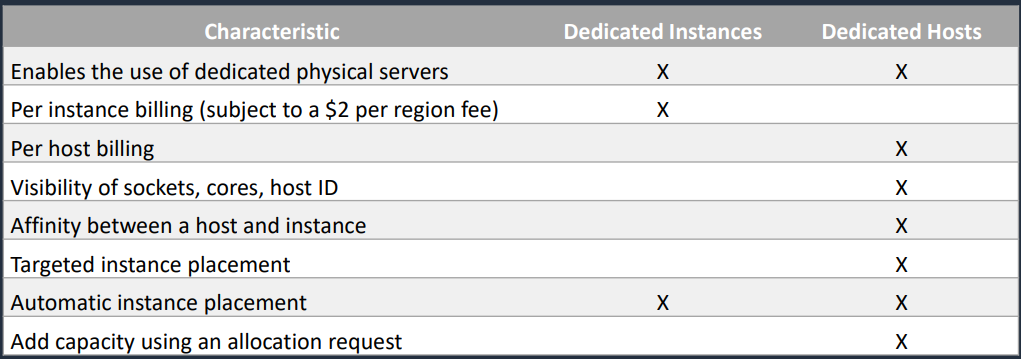 Characteristic Dedicated Instances Dedicated Hosts
Enables the use of dedicated physical servers X X
Per instance billing (subject to a $2 per region fee) X
Per host billing X
Visibility of sockets, cores, host ID X
Affinity between a host and instance X
Targeted instance placement X
Automatic instance placement X X
Add capacity using an allocation request X